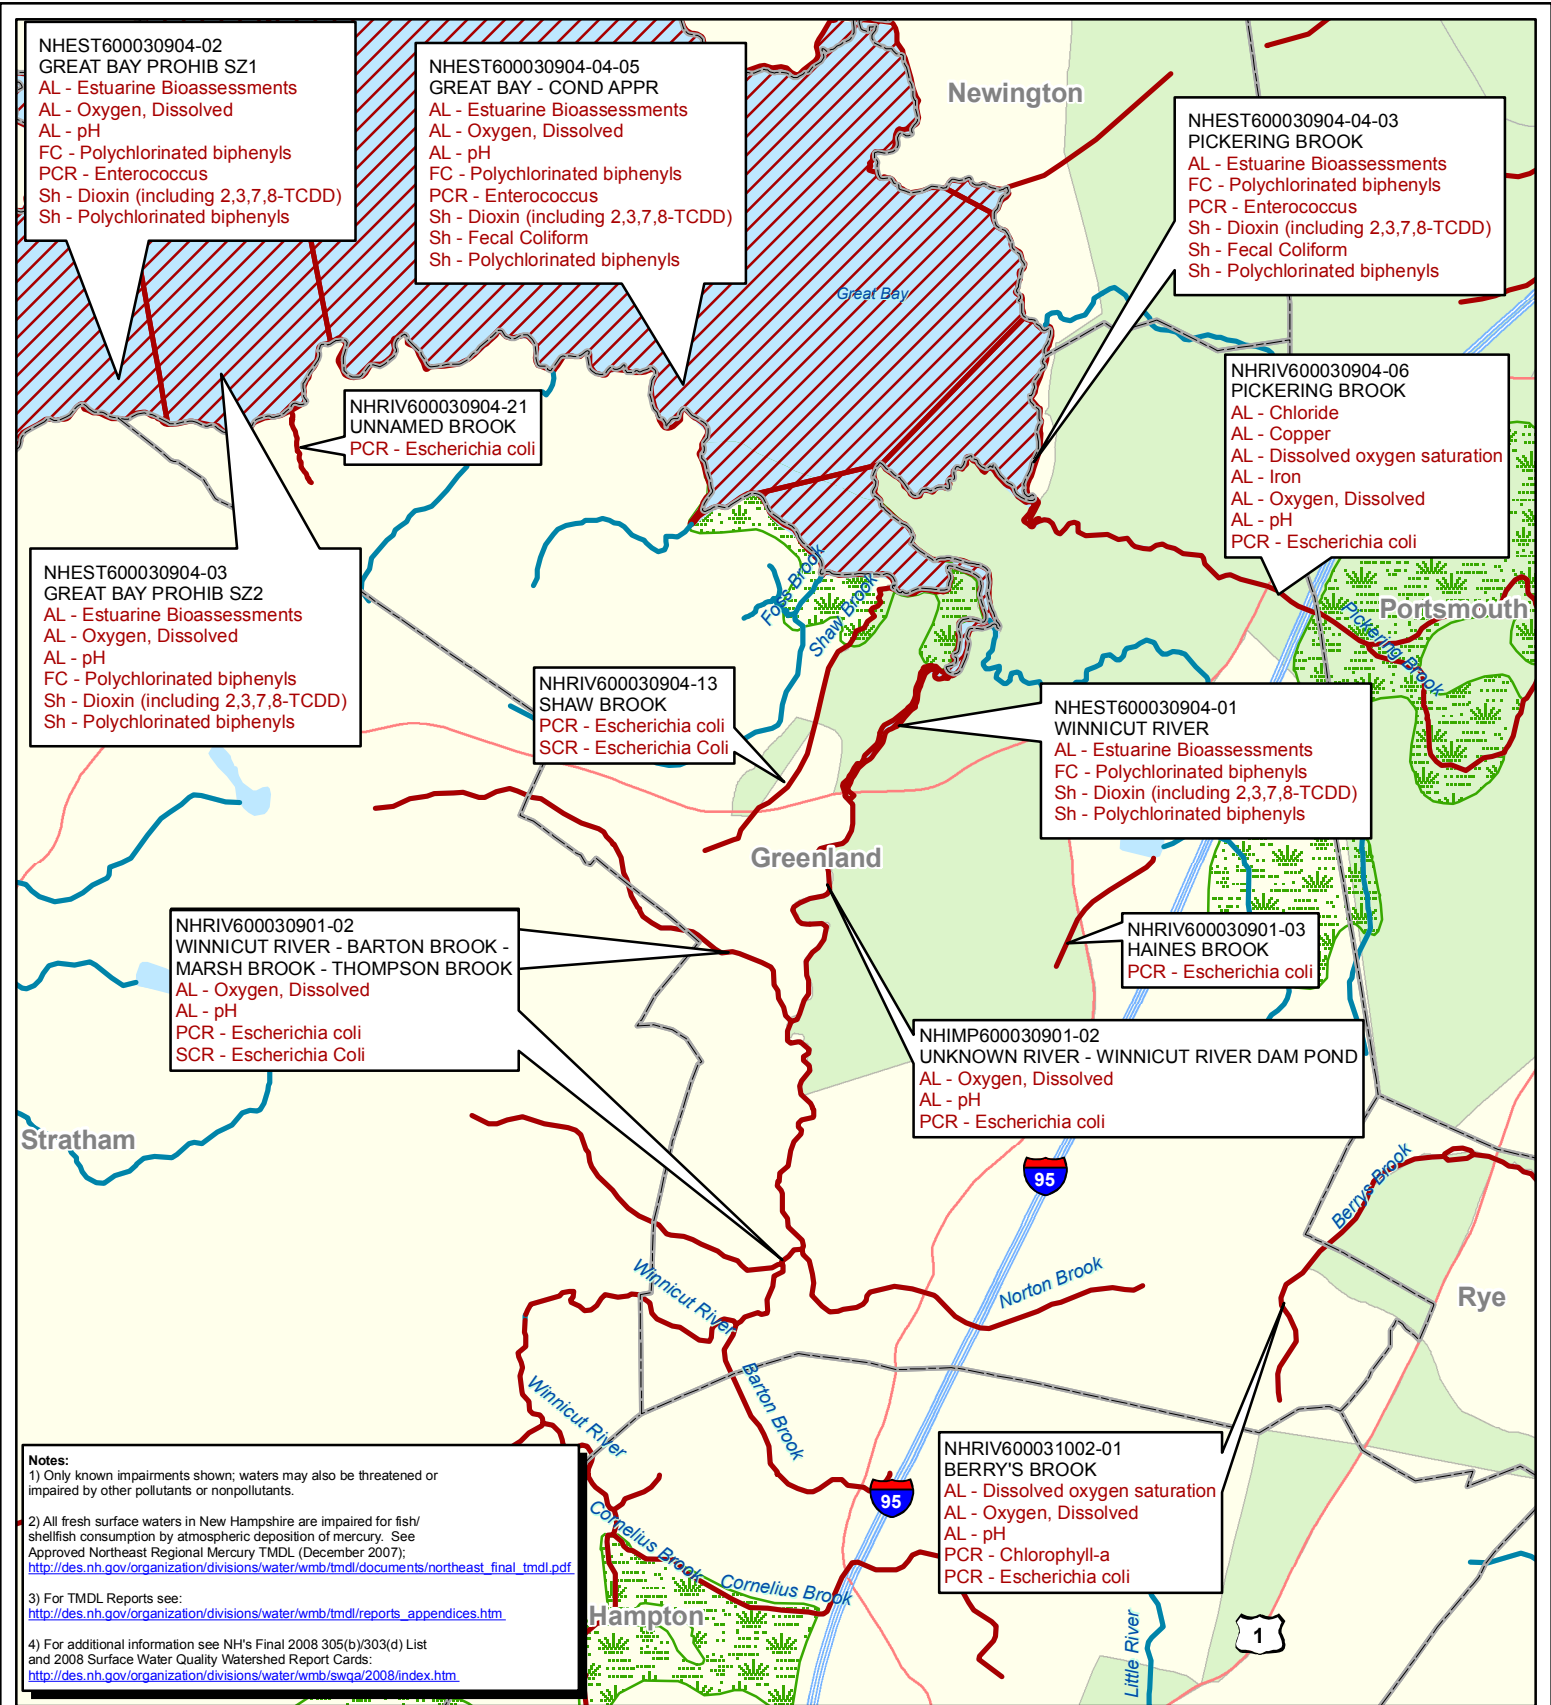 NHEST600030904-02
GREAT BAY PROHIB SZ1
AL - Estuarine Bioassessments
AL - Oxygen, Dissolved
AL - pH
FC - Polychlorinated biphenyls
PCR - Enterococcus
Sh - Dioxin (including 2,3,7,8-TCDD)
Sh - Polychlorinated biphenyls
NHEST600030904-04-05
GREAT BAY - COND APPR
AL - Estuarine Bioassessments
AL - Oxygen, Dissolved
AL - pH
FC - Polychlorinated biphenyls
PCR - Enterococcus
Sh - Dioxin (including 2,3,7,8-TCDD)
Sh - Fecal Coliform
Sh - Polychlorinated biphenyls
Newington
NHEST600030904-04-03
PICKERING BROOK
AL - Estuarine Bioassessments
FC - Polychlorinated biphenyls
PCR - Enterococcus
Sh - Dioxin (including 2,3,7,8-TCDD)
Sh - Fecal Coliform
Sh - Polychlorinated biphenyls
Great Bay
NHRIV600030904-06
PICKERING BROOK
AL - Chloride
AL - Copper
AL - Dissolved oxygen saturation
AL - Iron
AL - Oxygen, Dissolved
AL - pH
PCR - Escherichia coli
NHRIV600030904-21
UNNAMED BROOK
PCR - Escherichia coli
NHEST600030904-03
GREAT BAY PROHIB SZ2
AL - Estuarine Bioassessments
AL - Oxygen, Dissolved
AL - pH
FC - Polychlorinated biphenyls
Sh - Dioxin (including 2,3,7,8-TCDD)
Sh - Polychlorinated biphenyls
Foss Brook
Shaw Brook
Portsmouth
Pickering Brook
NHRIV600030904-13
SHAW BROOK
PCR - Escherichia coli
SCR - Escherichia Coli
NHEST600030904-01
WINNICUT RIVER
AL - Estuarine Bioassessments
FC - Polychlorinated biphenyls
Sh - Dioxin (including 2,3,7,8-TCDD)
Sh - Polychlorinated biphenyls
Greenland
NHRIV600030901-02
WINNICUT RIVER - BARTON BROOK -
MARSH BROOK - THOMPSON BROOK
AL - Oxygen, Dissolved
AL - pH
PCR - Escherichia coli
SCR - Escherichia Coli
NHRIV600030901-03
HAINES BROOK
PCR - Escherichia coli
NHIMP600030901-02
UNKNOWN RIVER - WINNICUT RIVER DAM POND
AL - Oxygen, Dissolved
AL - pH
PCR - Escherichia coli
Stratham
95
Berrys Brook
Winnicut River
Norton Brook
Rye
Barton Brook
Winnicut River
NHRIV600031002-01
BERRY'S BROOK
AL - Dissolved oxygen saturation
AL - Oxygen, Dissolved
AL - pH
PCR - Chlorophyll-a
PCR - Escherichia coli
95
Cornelius Brook
Cornelius Brook
Hampton
Little River
1
Notes:
1) Only known impairments shown; waters may also be threatened or
impaired by other pollutants or nonpollutants.
2) All fresh surface waters in New Hampshire are impaired for fish/
shellfish consumption by atmospheric deposition of mercury. See
Approved Northeast Regional Mercury TMDL (December 2007);
http://des.nh.gov/organization/divisions/water/wmb/tmdl/documents/northeast_final_tmdl.pdf
3) For TMDL Reports see:
http://des.nh.gov/organization/divisions/water/wmb/tmdl/reports_appendices.htm
4) For additional information see NH's Final 2008 305(b)/303(d) List
and 2008 Surface Water Quality Watershed Report Cards:
http://des.nh.gov/organization/divisions/water/wmb/swqa/2008/index.htm